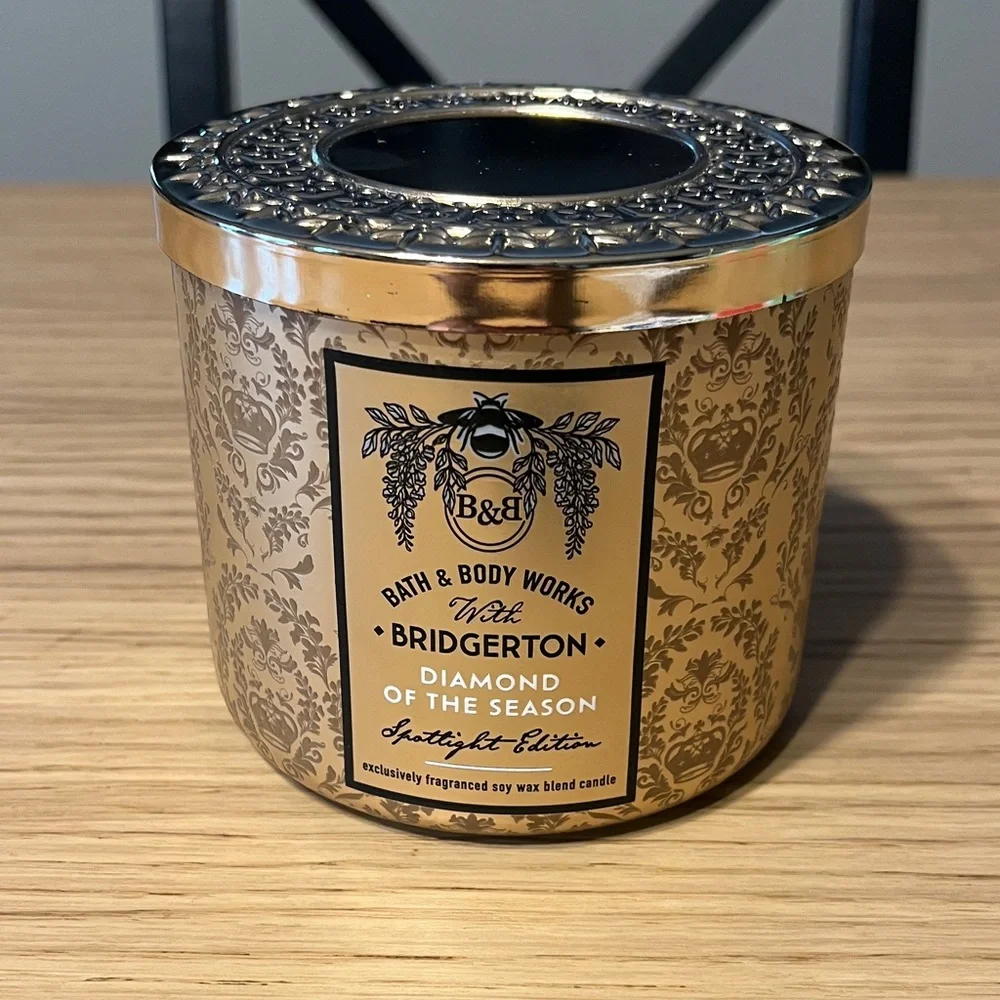 B&B
BATH & BODY WORKS
With
• BRIDGERTON •
DIAMOND
OF THE SEASON
Spotlight Edition
exclusively fragranced soy wax blend candle